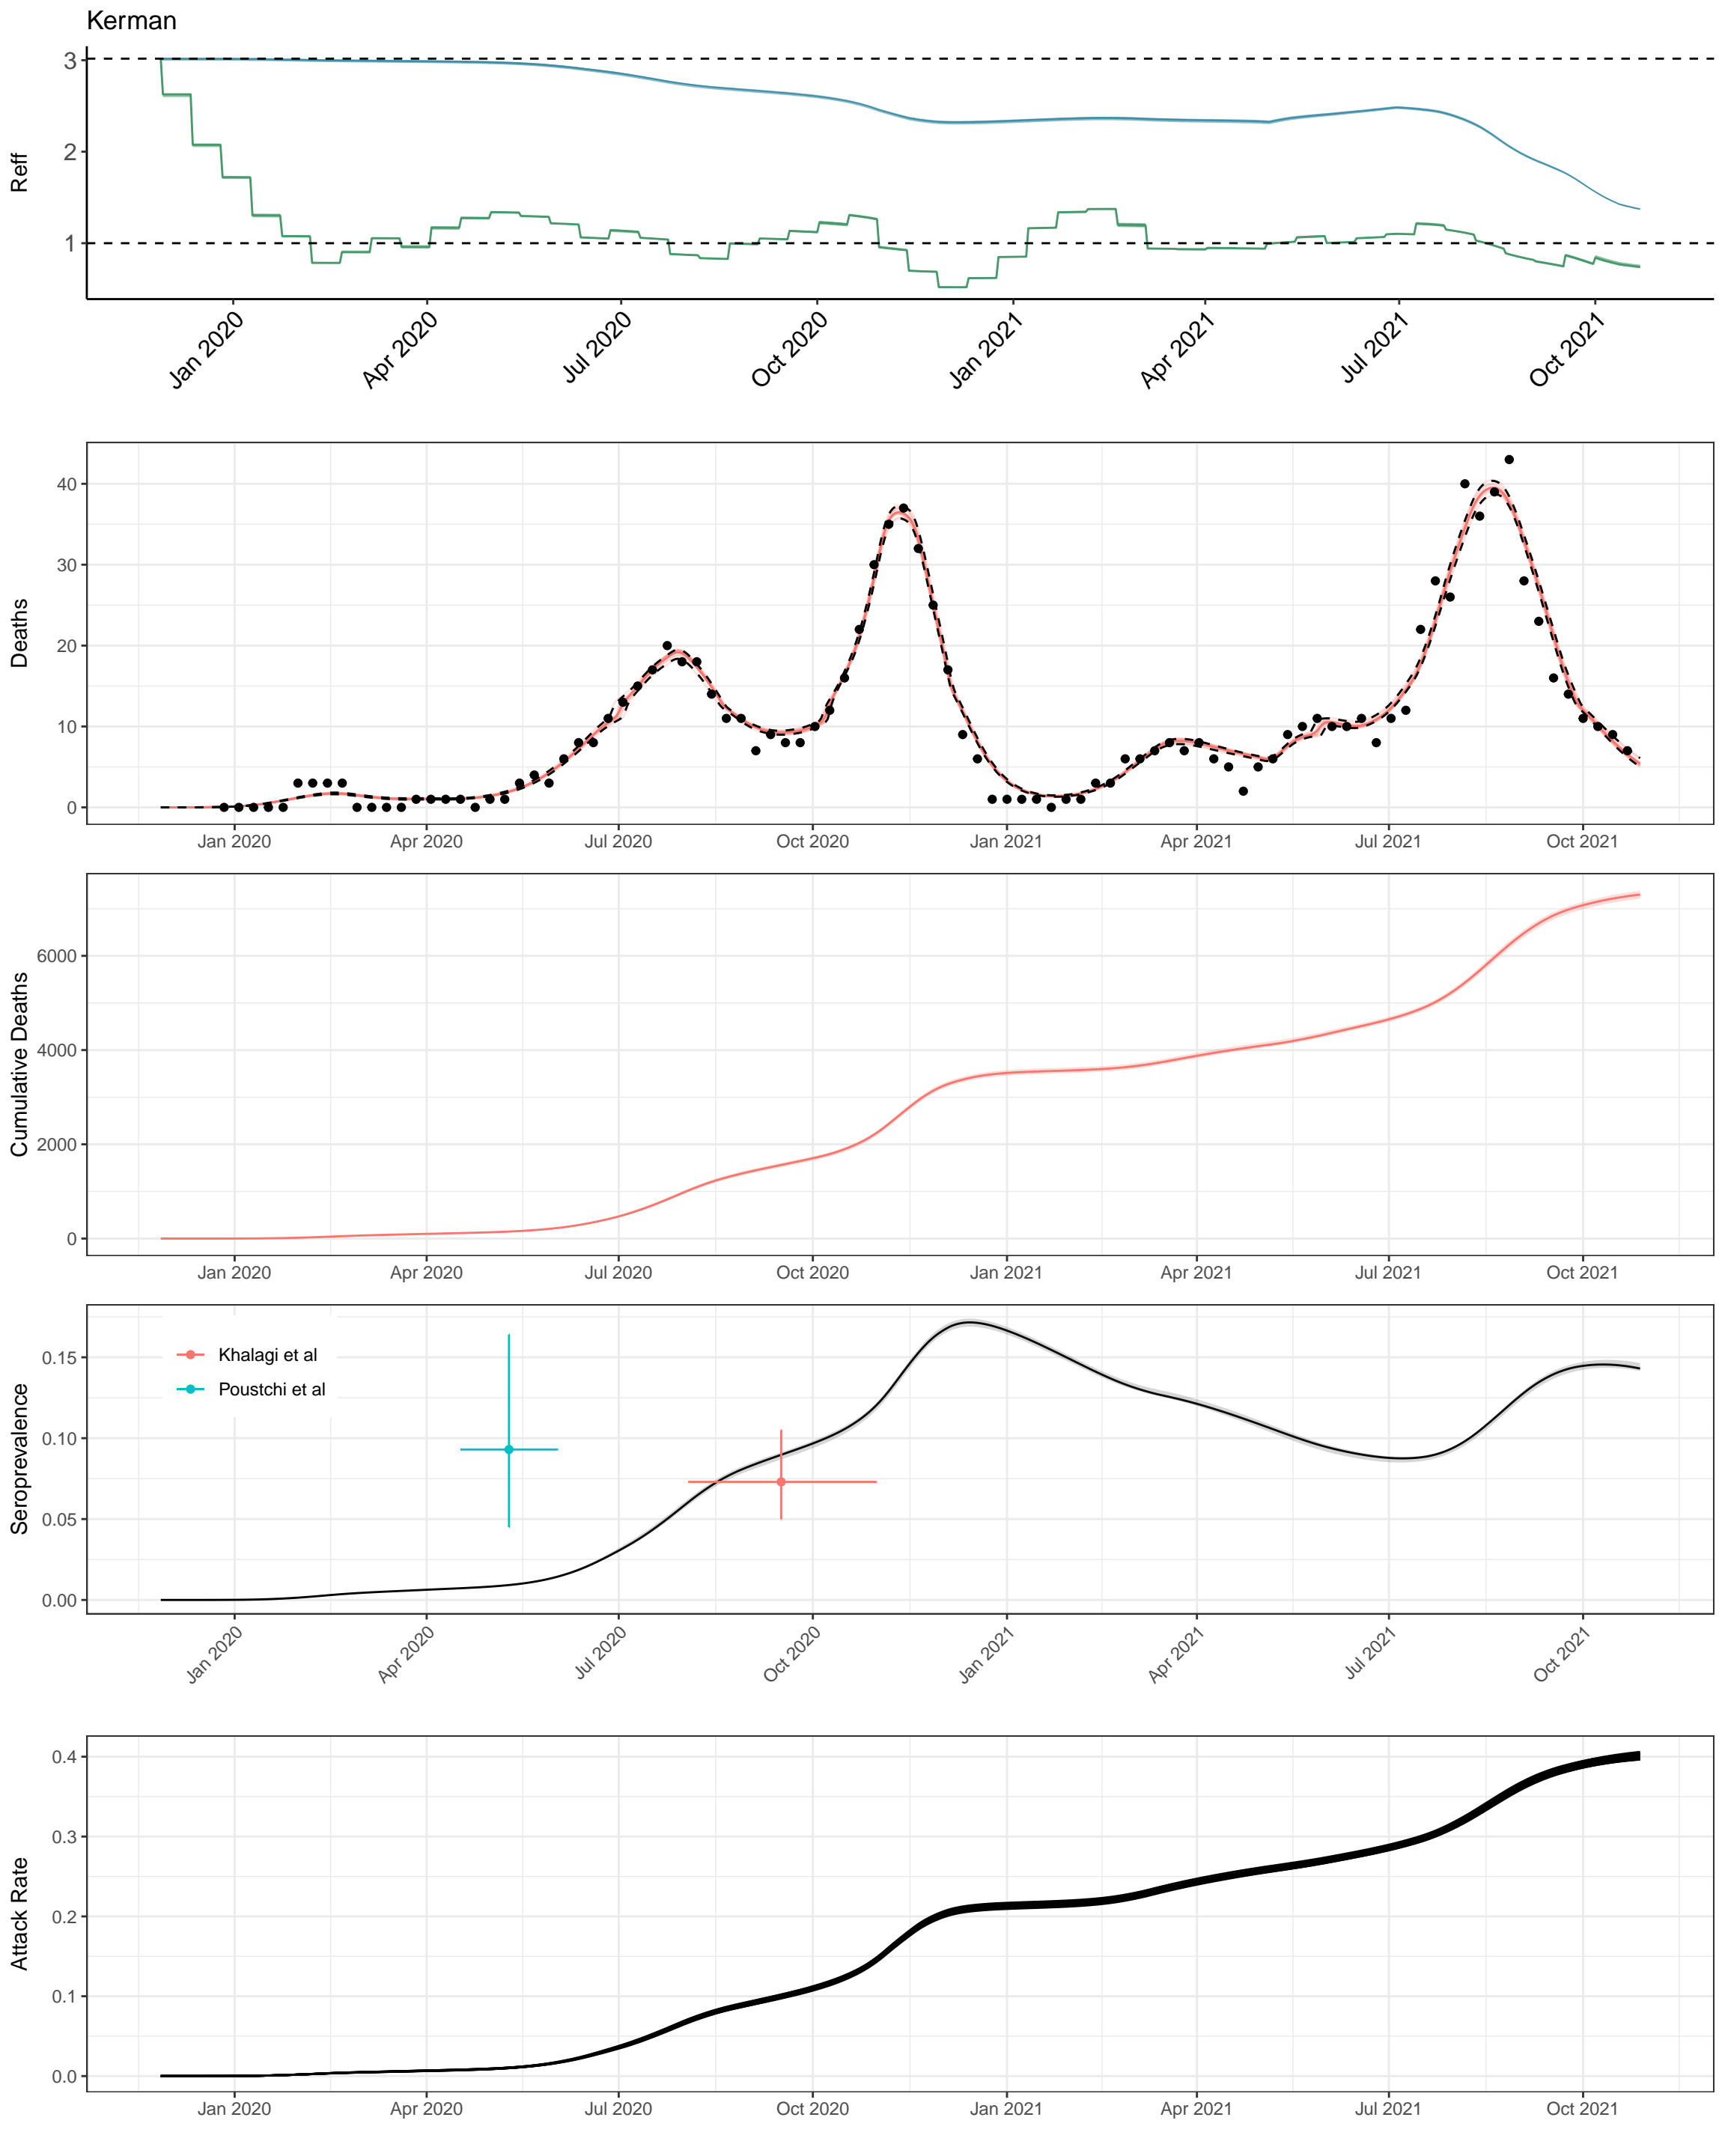 Kerman
Reff
3
2
1
Jan 2020 Apr 2020 Jul 2020 Oct 2020 Jan 2021 Apr 2021 Jul 2021 Oct 2021
Deaths
40
30
20
10
0
Jan 2020 Apr 2020 Jul 2020 Oct 2020 Jan 2021 Apr 2021 Jul 2021 Oct 2021
Cumulative Deaths
6000
4000
2000
0
Jan 2020 Apr 2020 Jul 2020 Oct 2020 Jan 2021 Apr 2021 Jul 2021 Oct 2021
Seroprevalence
0.15
0.10
0.05
0.00
Khalagi et al
Poustchi et al
Jan 2020 Apr 2020 Jul 2020 Oct 2020 Jan 2021 Apr 2021 Jul 2021 Oct 2021
Attack Rate
0.4
0.3
0.2
0.1
0.0
Jan 2020 Apr 2020 Jul 2020 Oct 2020 Jan 2021 Apr 2021 Jul 2021 Oct 2021